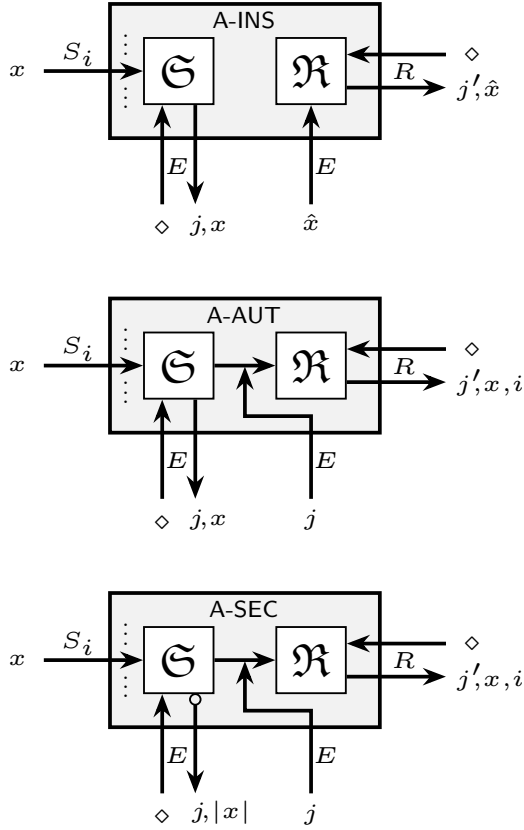 A-INS
x S_i 𝔖 ℜ ⋄
R
j′, x̂
E E
⋄ j, x x̂
A-AUT
x S_i 𝔖 ℜ ⋄
R
j′, x, i
E E
⋄ j, x j
A-SEC
x S_i 𝔖 ℜ ⋄
R
j′, x, i
E E
⋄ j, |x| j